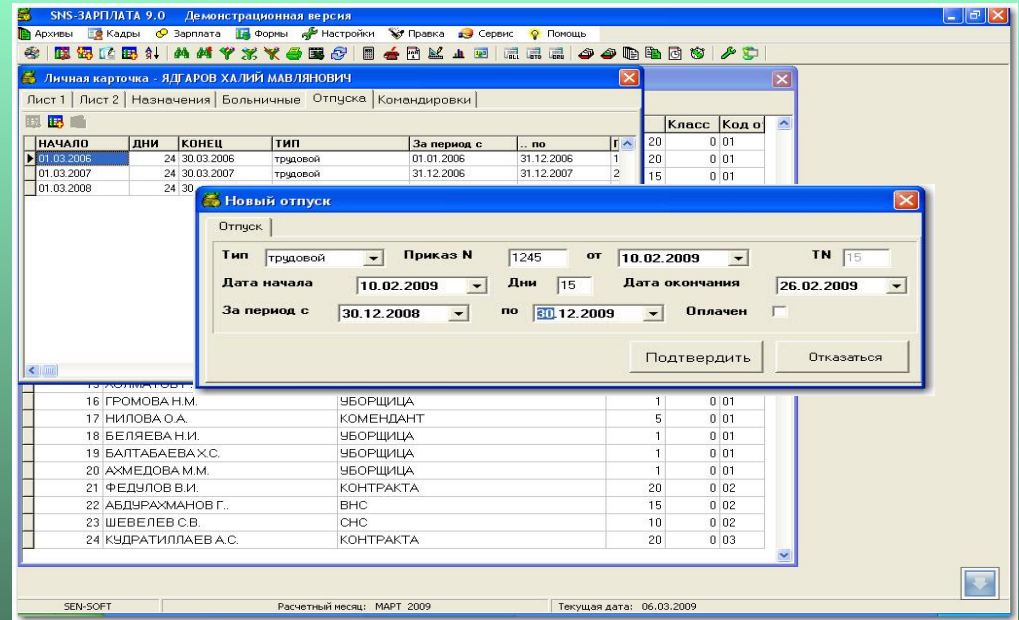 SNS-ЗАРПЛАТА 9.0 Демонстрационная версия
Архивы Кадры Зарплата Формы Настройки Правка Сервис Помощь
Личная карточка - ЯДГАРОВ ХАЛИЙ МАВЛЯНОВИЧ
Лист 1 Лист 2 Назначения Больничные Отпуска Командировки
НАЧАЛО ДНИ КОНЕЦ ТИП За период с .. по
01.03.2006 24 30.03.2006 трудовой 01.01.2006 31.12.2006 1
01.03.2007 24 30.03.2007 трудовой 31.12.2006 31.12.2007 2
01.03.2008 24 30
Класс Код о
20 0 01
20 0 01
15 0 01
Новый отпуск
Отпуск
Тип трудовой Приказ N 1245 от 10.02.2009 TN 15
Дата начала 10.02.2009 Дни 15 Дата окончания 26.02.2009
За период с 30.12.2008 по 30.12.2009 Оплачен
Подтвердить Отказаться
16 ГРОМОВА Н.М. УБОРЩИЦА 1 0 01
17 НИЛОВА О.А. КОМЕНДАНТ 5 0 01
18 БЕЛЯЕВА Н.И. УБОРЩИЦА 1 0 01
19 БАЛТАБАЕВА Х.С. УБОРЩИЦА 1 0 01
20 АХМЕДОВА М.М. УБОРЩИЦА 1 0 01
21 ФЕДУЛОВ В.И. КОНТРАКТА 20 0 02
22 АБДУРАХМАНОВ Г.. ВНС 15 0 02
23 ШЕВЕЛЕВ С.В. СНС 10 0 02
24 КУДРАТИЛЛАЕВ А.С. КОНТРАКТА 20 0 03
SEN-SOFT Расчетный месяц: МАРТ 2009 Текущая дата: 06.03.2009